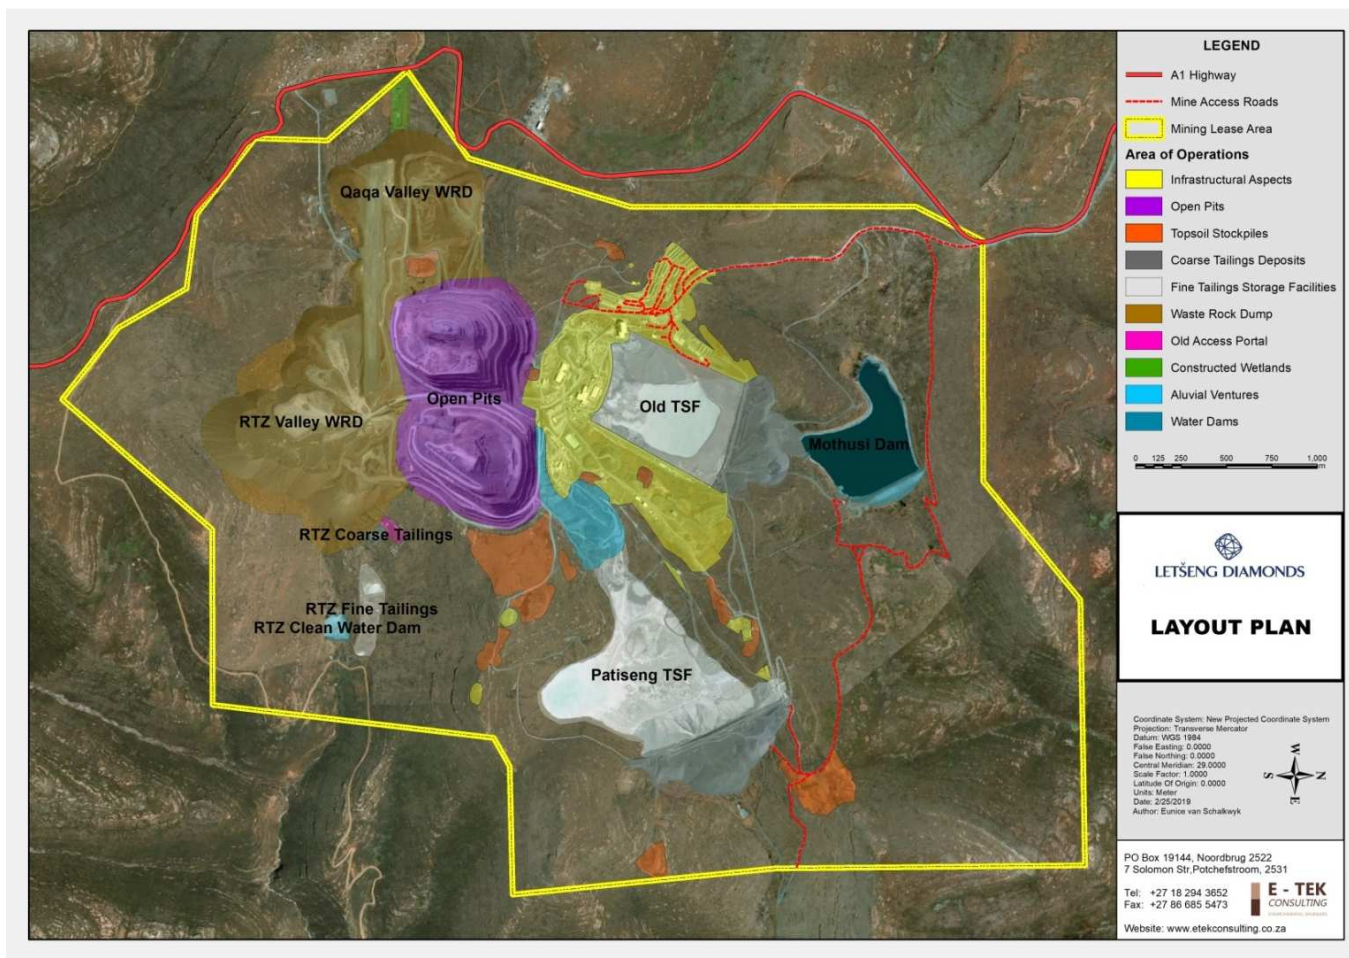 Qaqa Valley WRD
Open Pits
RTZ Valley WRD
Old TSF
Mothusi Dam
RTZ Coarse Tailings
RTZ Fine Tailings
RTZ Clean Water Dam
Patiseng TSF
LEGEND
A1 Highway
Mine Access Roads
Mining Lease Area
Area of Operations
Infrastructural Aspects
Open Pits
Topsoil Stockpiles
Coarse Tailings Deposits
Fine Tailings Storage Facilities
Waste Rock Dump
Old Access Portal
Constructed Wetlands
Aluvial Ventures
Water Dams
0 125 250 500 750 1,000
m
LETŠENG DIAMONDS
LAYOUT PLAN
Coordinate System: New Projected Coordinate System
Projection: Transverse Mercator
Datum: WGS 1984
False Easting: 0.0000
False Northing: 0.0000
Central Meridian: 29.0000
Scale Factor: 1.0000
Latitude Of Origin: 0.0000
Units: Meter
Date: 2/25/2019
Author: Eunice van Schalkwyk
W
S N
E
PO Box 19144, Noordbrug 2522
7 Solomon Str,Potchefstroom, 2531
Tel: +27 18 294 3652
Fax: +27 86 685 5473
E - TEK
CONSULTING
Website: www.etekconsulting.co.za